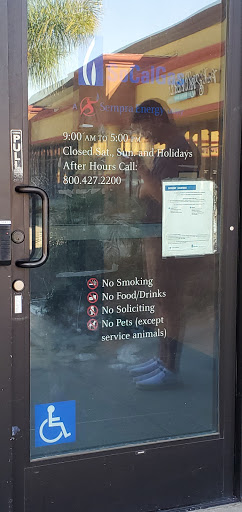 SoCalGas
A Sempra Energy
PULL
9:00 AM TO 5:00 PM
Closed Sat., Sun. and Holidays
After Hours Call:
800.427.2200
No Smoking
No Food/Drinks
No Soliciting
No Pets (except
service animals)